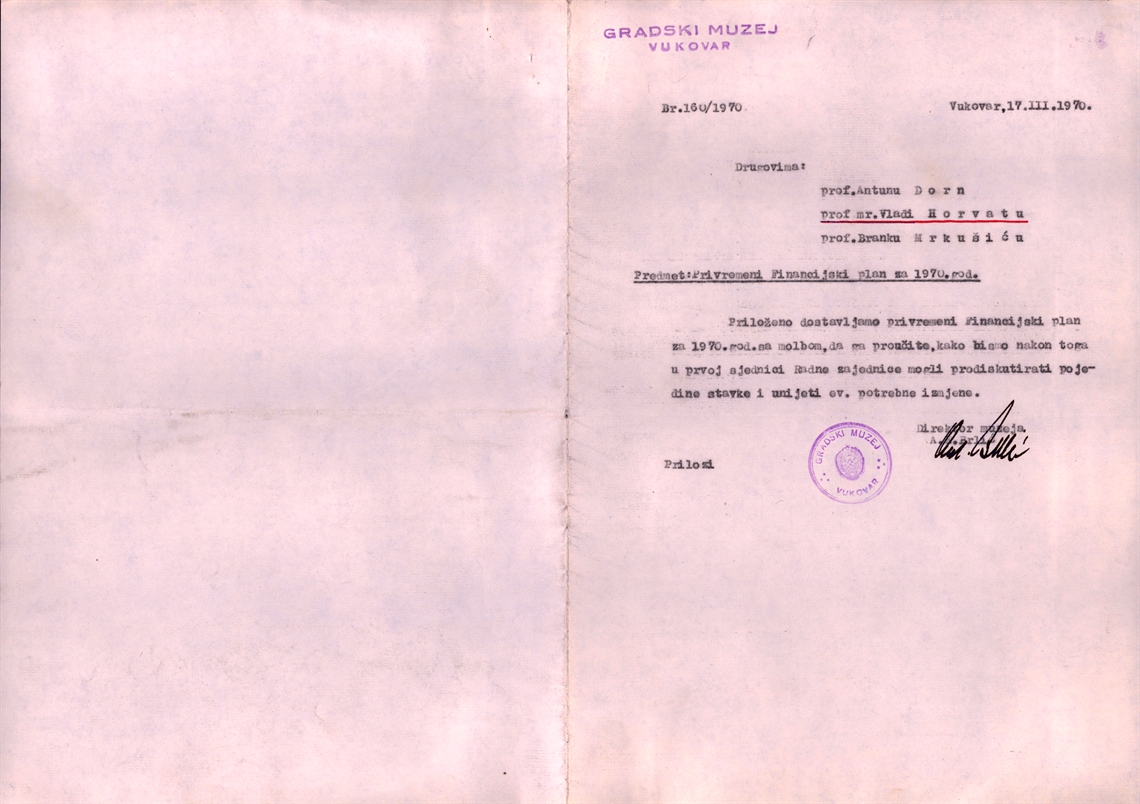 GRADSKI MUZEJ
VUKOVAR
Br.160/1970
Vukovar,17.III.1970.
Drugovima:
prof.Antunu D o r n
prof mr.Vladi H o r v a t u
prof.Branku M r k u š i ć u
Predmet:Privremeni Financijski plan za 1970.god.
Priloženo dostavljamo privremeni Financijski plan
za 1970.god.sa molbom,da ga proučite,kako bismo nakon toga
u prvoj sjednici Radne zajednice mogli prodiskutirati poje-
dine stavke i unijeti ev. potrebne izmjene.
Direktor muzeja
Brlić
GRADSKI MUZEJ
VUKOVAR
Prilozi